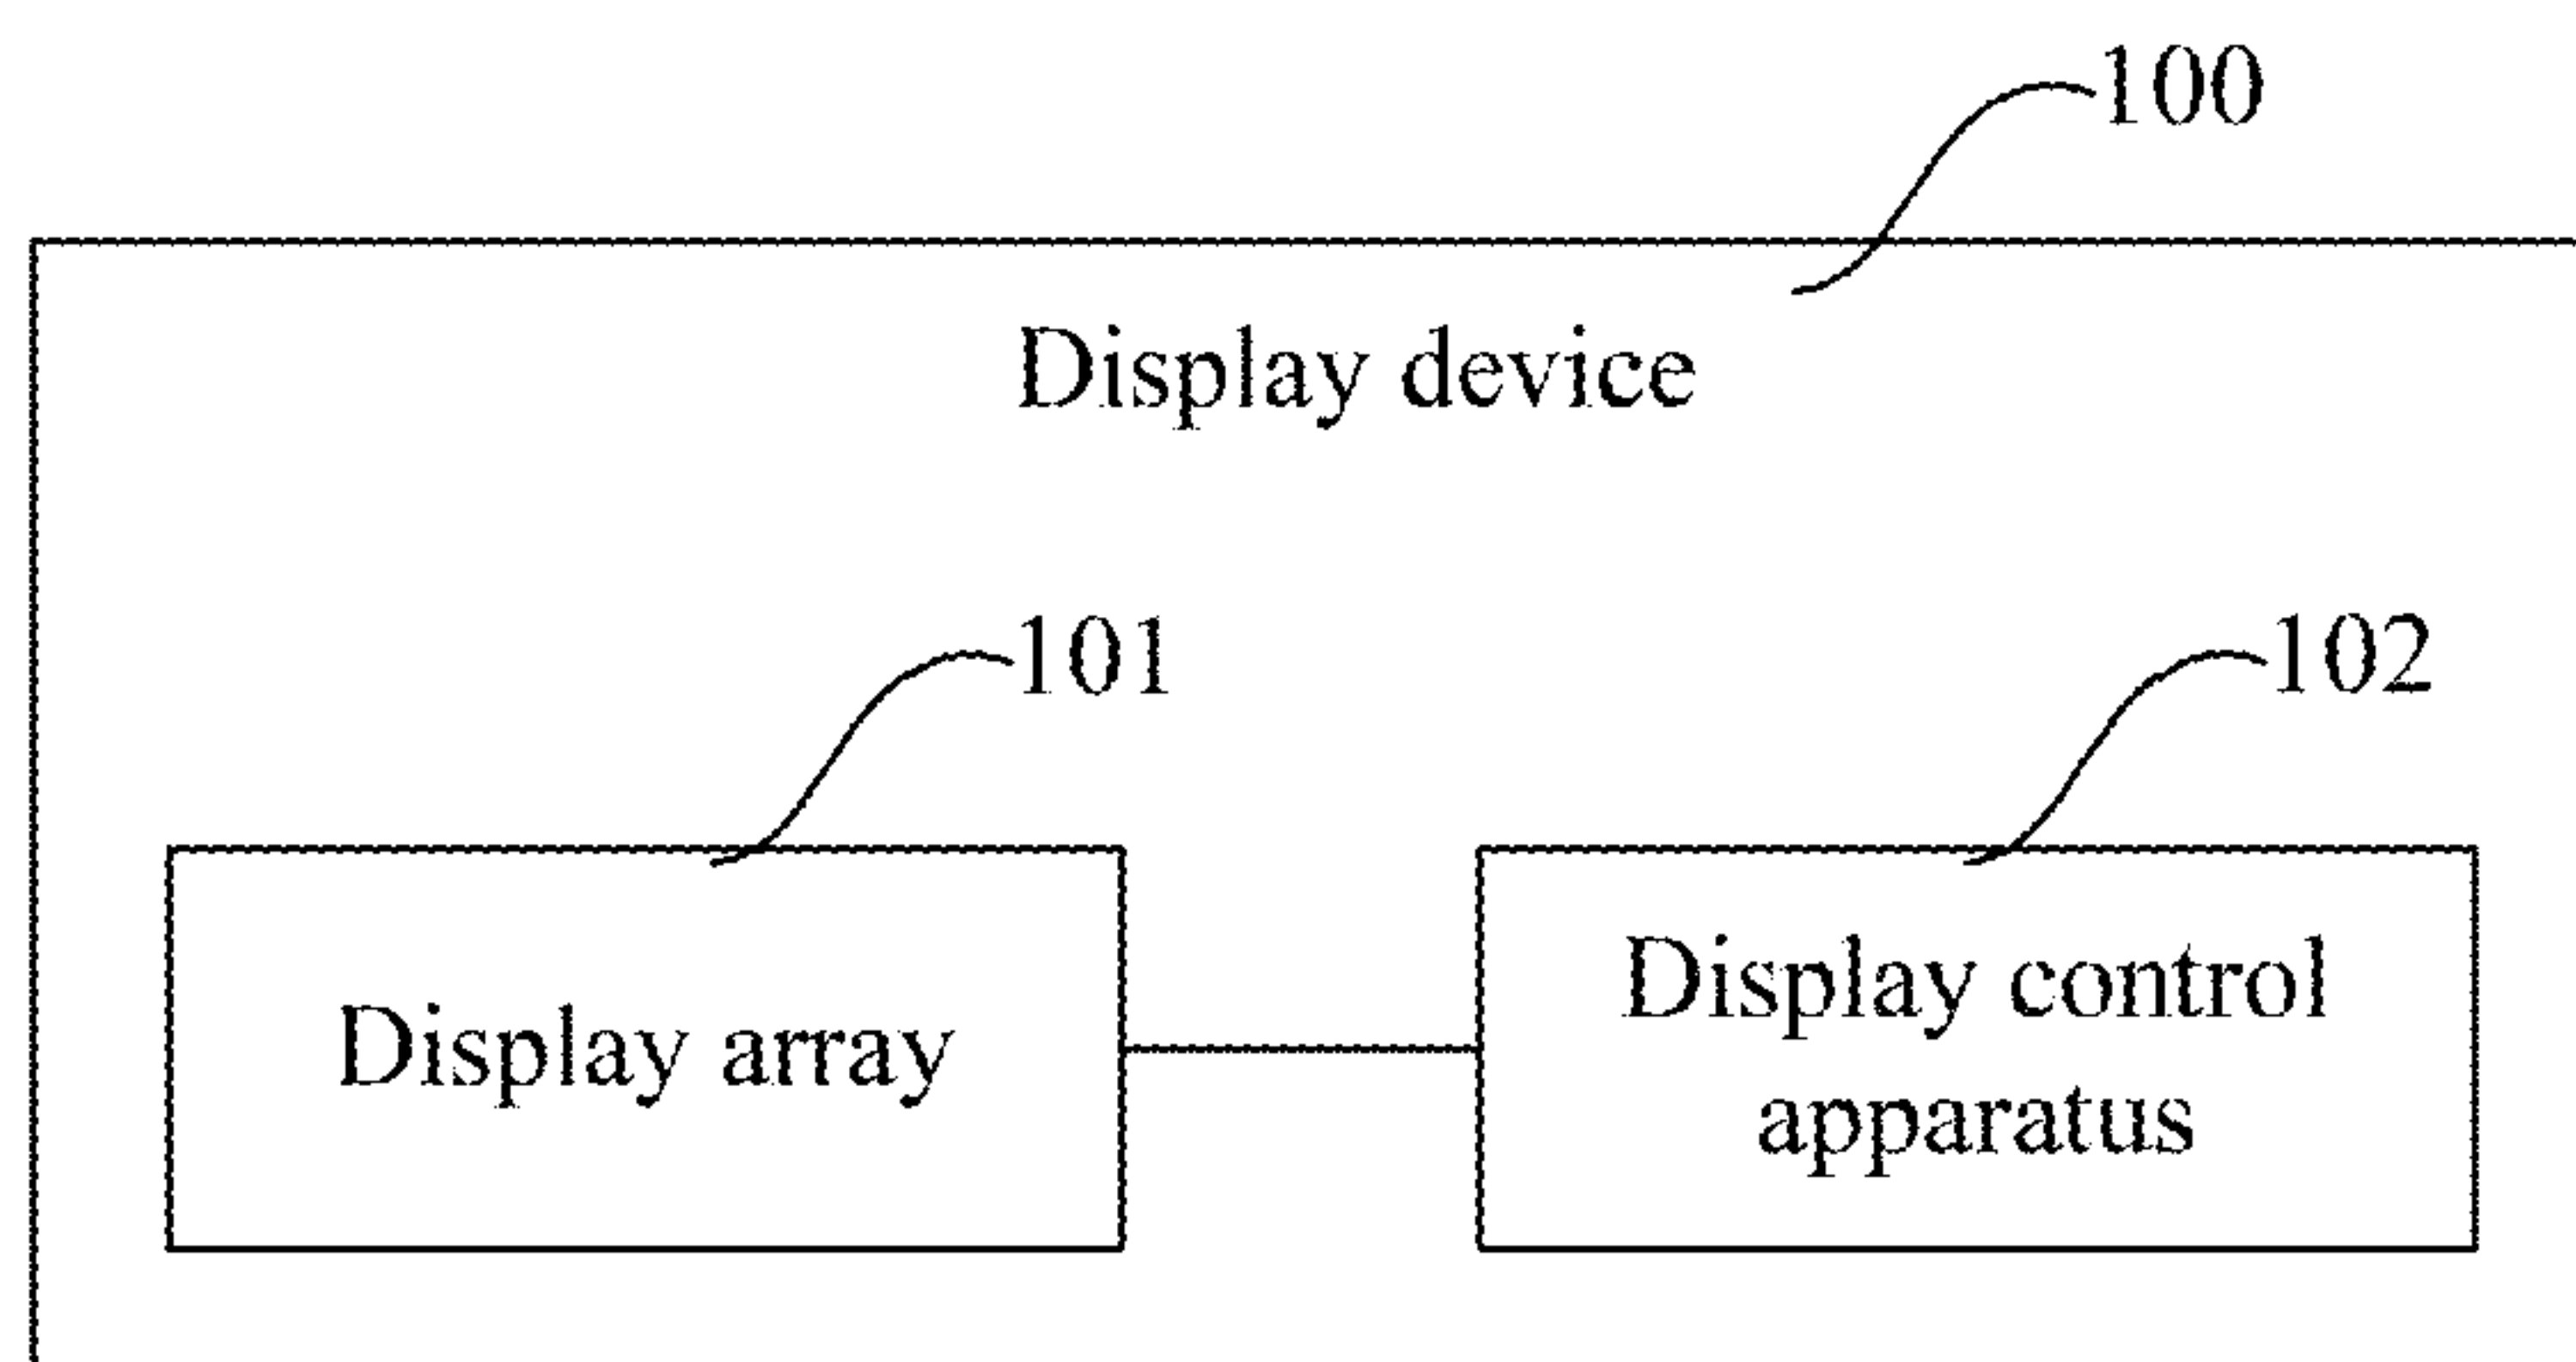 100
Display device
101
102
Display array
Display control
apparatus